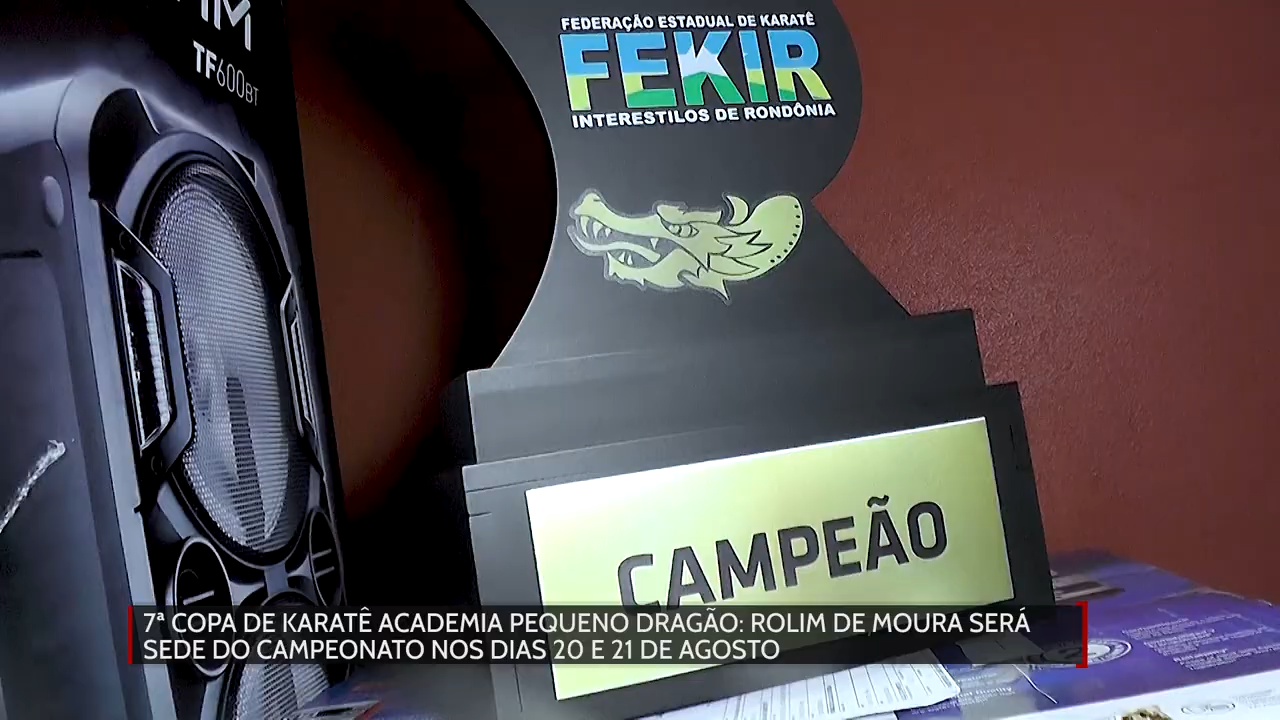 TF600BT
FEDERAÇÃO ESTADUAL DE KARATÊ
FEKIR
INTERESTILOS DE RONDÔNIA
CAMPEÃO
7ª COPA DE KARATÊ ACADEMIA PEQUENO DRAGÃO: ROLIM DE MOURA SERÁ
SEDE DO CAMPEONATO NOS DIAS 20 E 21 DE AGOSTO